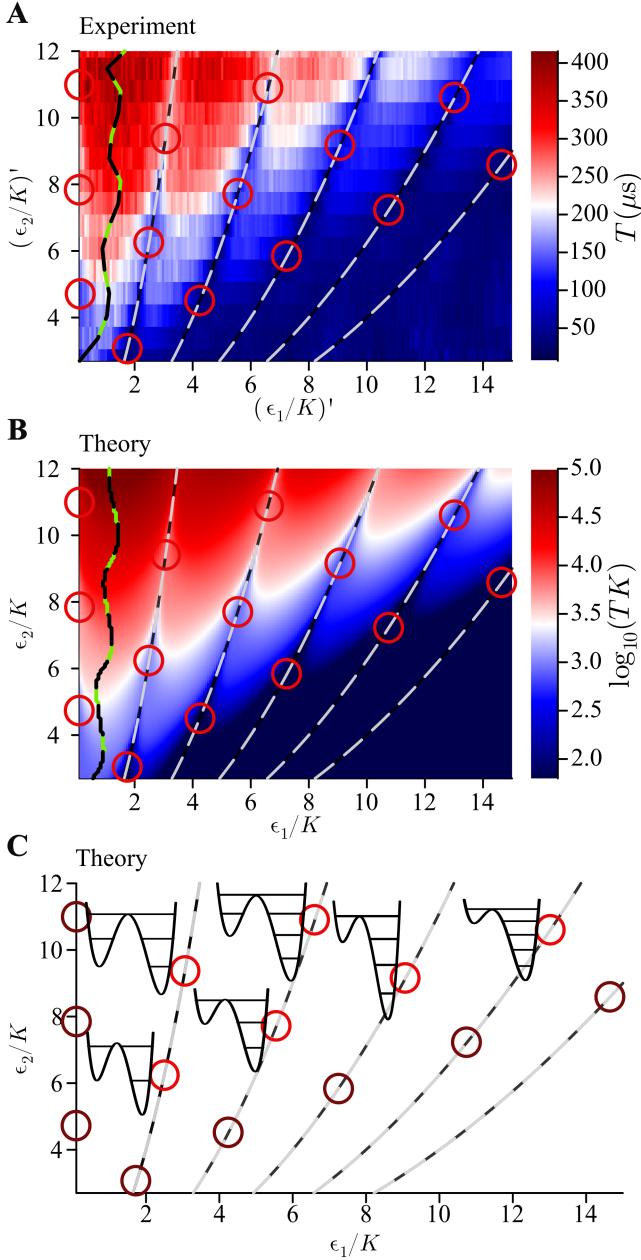 A
Experiment
12
10
8
6
4
(ϵ₂/K)'
2 4 6 8 10 12 14
(ϵ₁/K)'
400
350
300
250
200
150
100
50
T (μs)
B
Theory
12
10
8
6
4
ϵ₂/K
2 4 6 8 10 12 14
ϵ₁/K
5.0
4.5
4.0
3.5
3.0
2.5
2.0
log₁₀(TK)
C
Theory
12
10
8
6
4
ϵ₂/K
2 4 6 8 10 12 14
ϵ₁/K